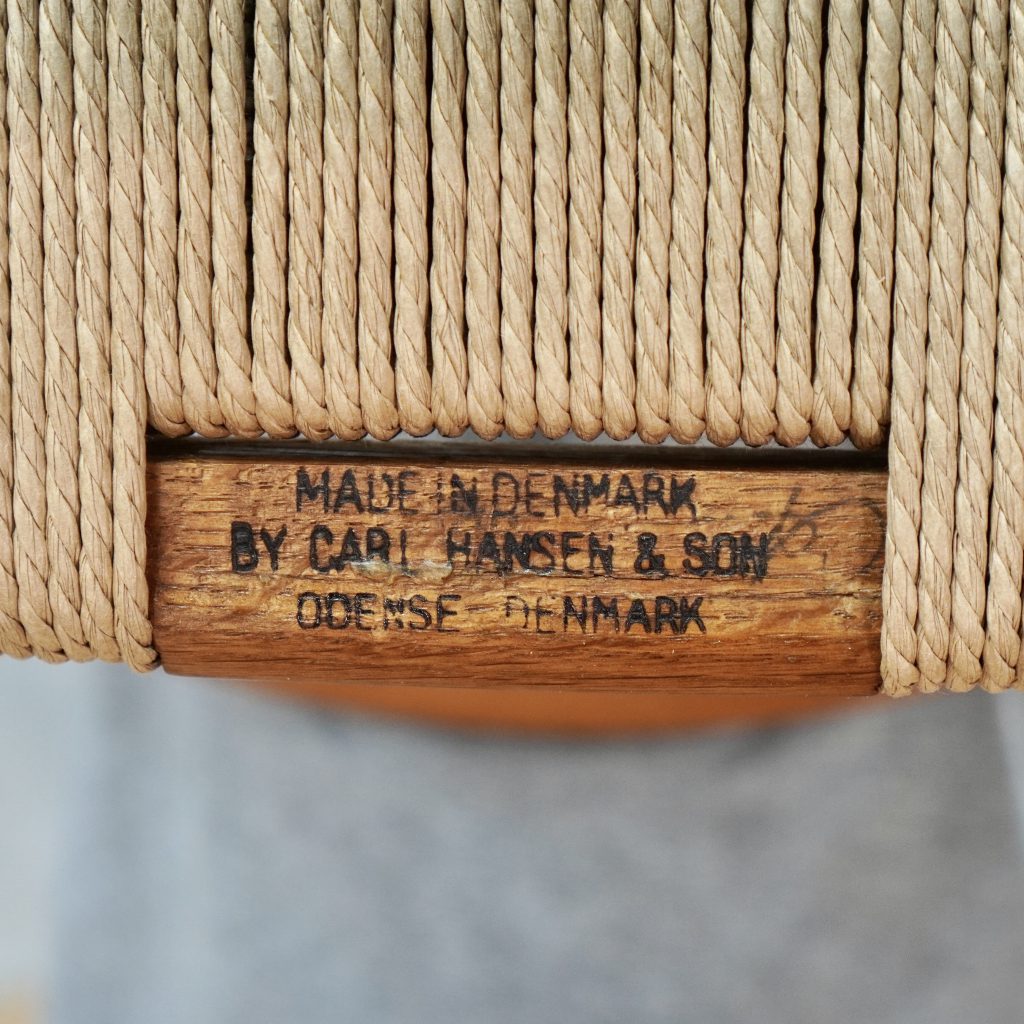 MADE IN DENMARK
BY CARL HANSEN & SON
ODENSE DENMARK